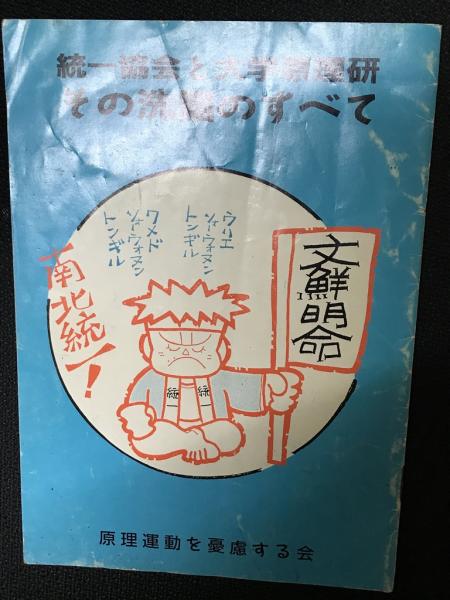 統一協会と大学原理研
その洗脳のすべて
ウリエ
ソーウォヌン
トンギル
クメド
ソーウォヌン
トンギル
文鮮明命
南北統一!
原理運動を憂慮する会